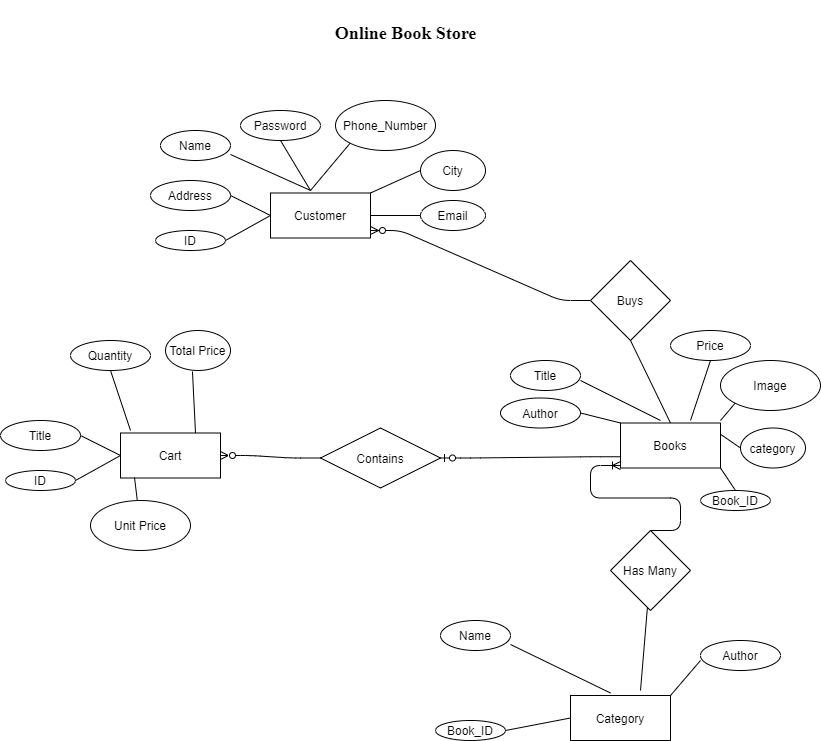 Online Book Store
Password
Phone_Number
Name
City
Address
Customer
Email
ID
Buys
Quantity
Total Price
Price
Title
Image
Author
Title
Cart
Contains
Books
category
ID
Book_ID
Unit Price
Has Many
Name
Author
Category
Book_ID